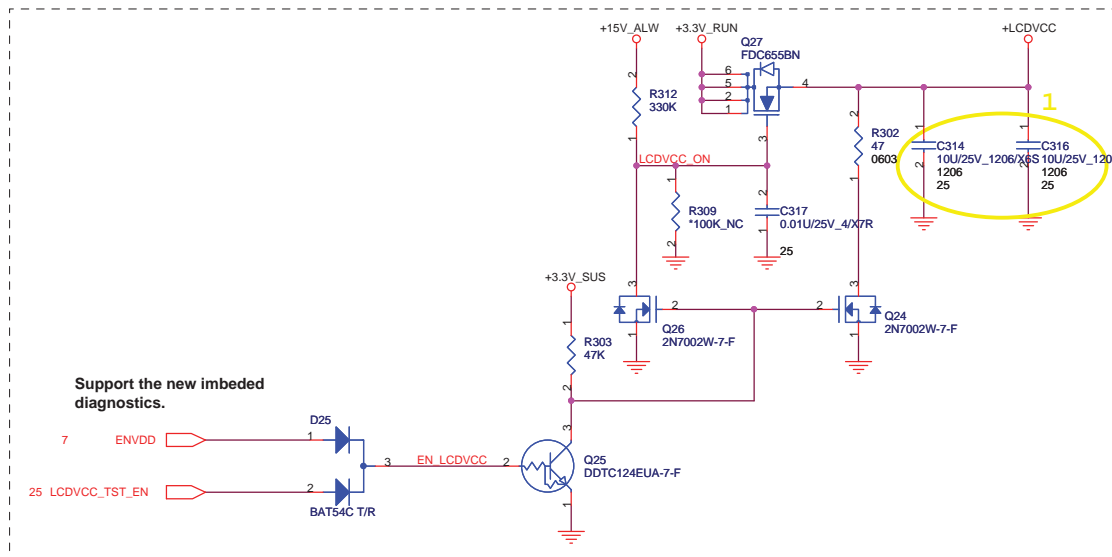 +15V_ALW
+3.3V_RUN
+LCDVCC
Q27
FDC655BN
2
R312
330K
1
6
5
2
1
4
3
1
2
R302
47
0603
1
1
C314
10U/25V_1206/X6S
1206
25
2
1
C316
10U/25V_120
1206
25
2
LCDVCC_ON
R309
*100K_NC
2
2
C317
0.01U/25V_4/X7R
1
25
+3.3V_SUS
3
2
Q26
2N7002W-7-F
1
3
2
Q24
2N7002W-7-F
1
1
R303
47K
2
Support the new imbeded
diagnostics.
D25
7 ENVDD
1
3
EN_LCDVCC
2
3
Q25
DDTC124EUA-7-F
1
25 LCDVCC_TST_EN
2
BAT54C T/R